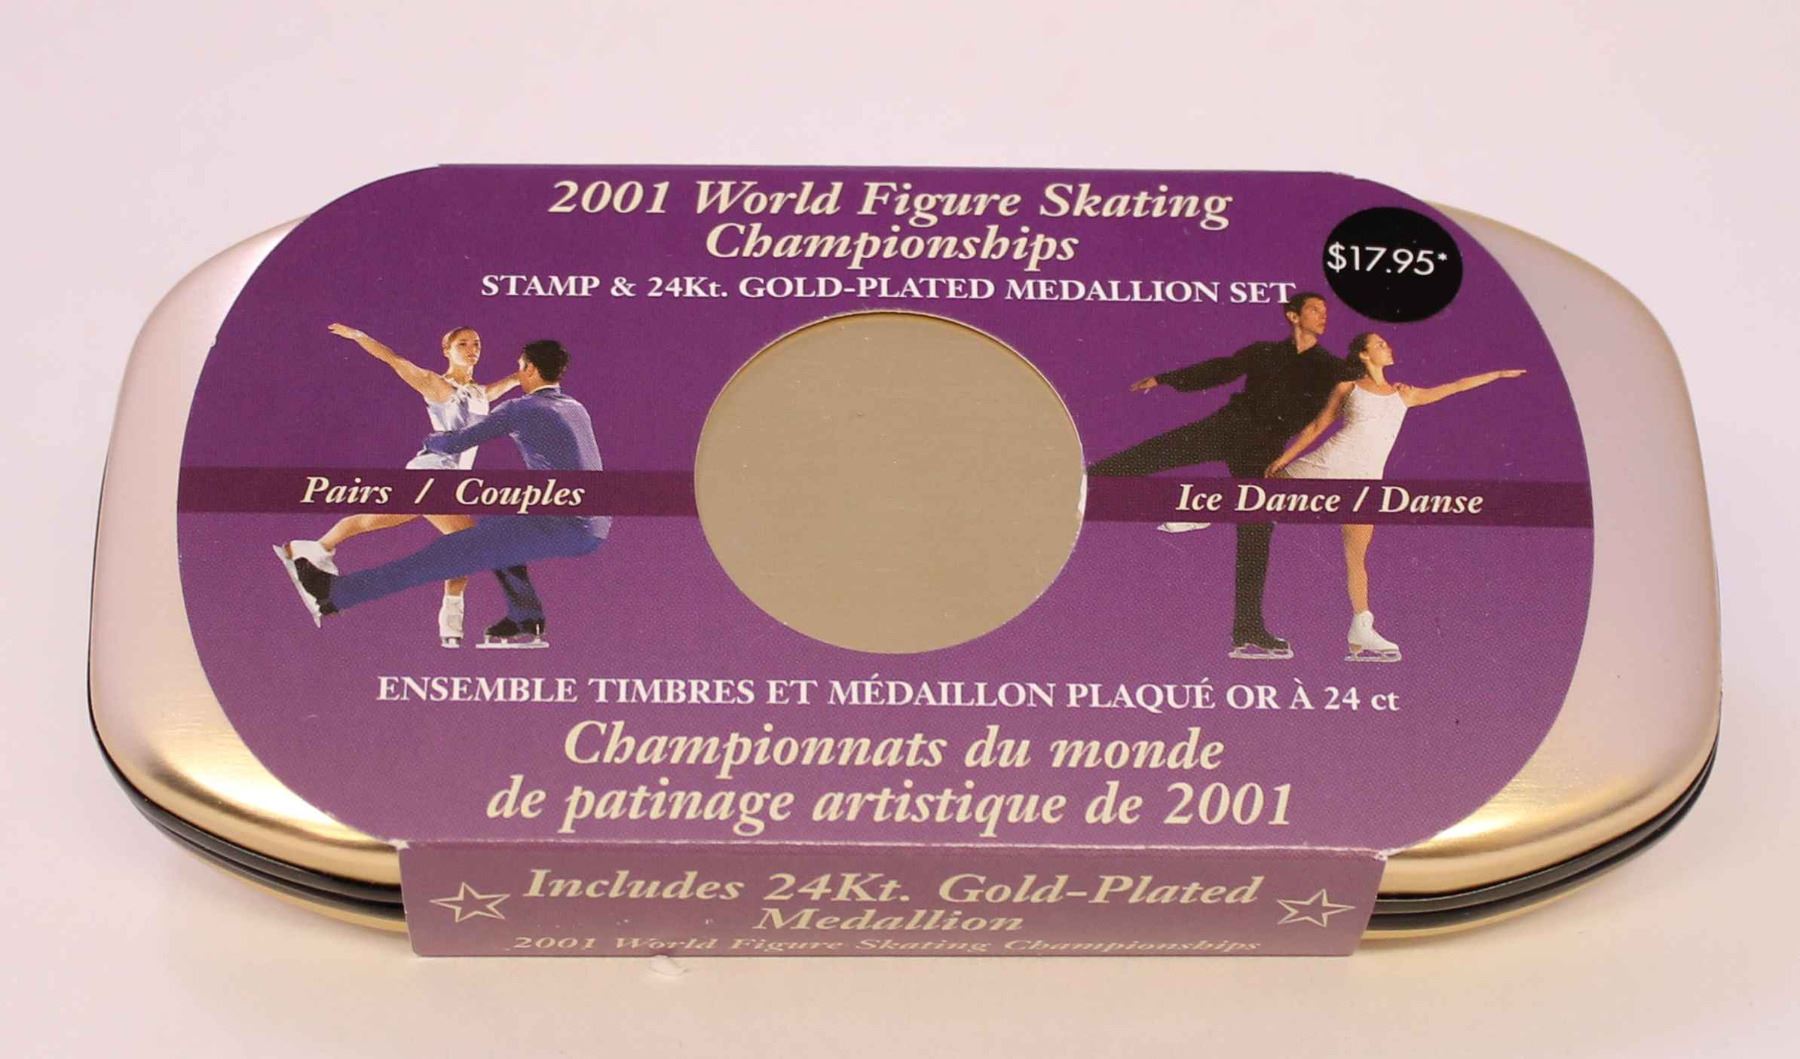 2001 World Figure Skating
Championships
STAMP & 24Kt. GOLD-PLATED MEDALLION SET
$17.95*
Pairs / Couples
Ice Dance / Danse
ENSEMBLE TIMBRES ET MÉDAILLON PLAQUÉ OR À 24 ct
Championnats du monde
de patinage artistique de 2001
Includes 24Kt. Gold-Plated
Medallion
2001 World Figure Skating Championships